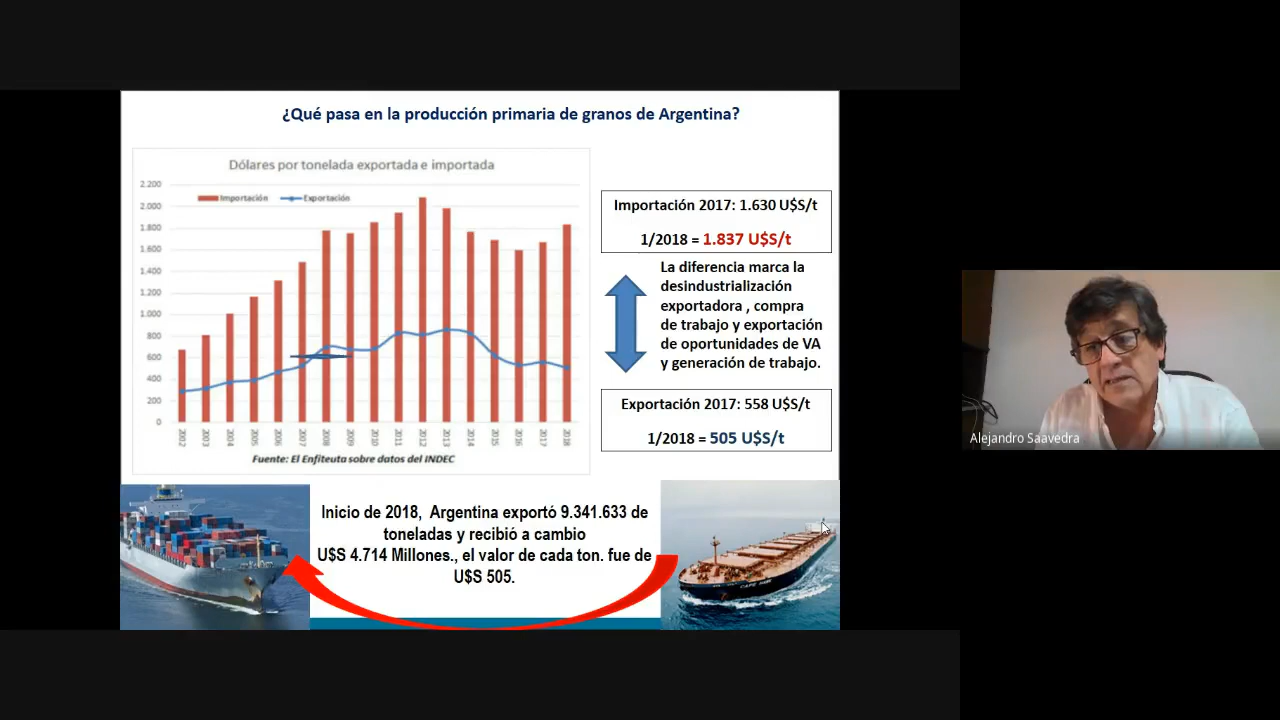 ¿Qué pasa en la producción primaria de granos de Argentina?
Dólares por tonelada exportada e importada
2.200
2.000
1.800
1.600
1.400
1.200
1.000
800
600
400
200
0
Importación
Exportación
2002
2003
2004
2005
2006
2007
2008
2009
2010
2011
2012
2013
2014
2015
2016
2017
2018
Fuente: El Enfiteuta sobre datos del INDEC
Importación 2017: 1.630 U$S/t
1/2018 = 1.837 U$S/t
La diferencia marca la
desindustrialización
exportadora , compra
de trabajo y exportación
de oportunidades de VA
y generación de trabajo.
Exportación 2017: 558 U$S/t
1/2018 = 505 U$S/t
Inicio de 2018, Argentina exportó 9.341.633 de
toneladas y recibió a cambio
U$S 4.714 Millones., el valor de cada ton. fue de
U$S 505.
Alejandro Saavedra